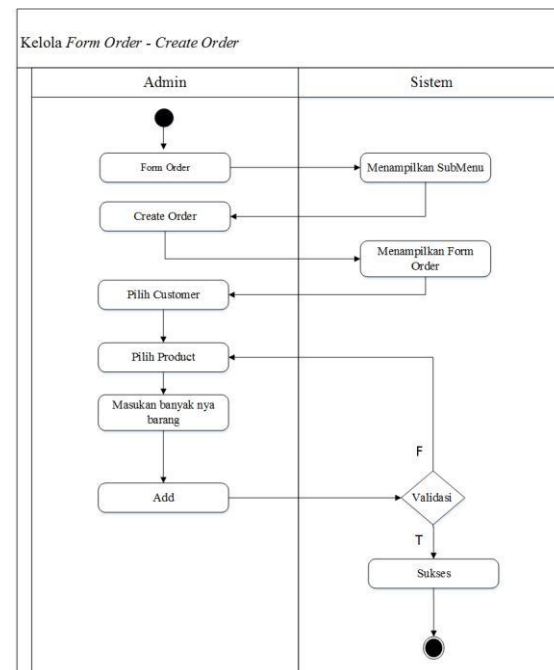 Kelola Form Order - Create Order
Admin
Sistem
Form Order
Menampilkan SubMenu
Create Order
Menampilkan Form
Order
Pilih Customer
Pilih Product
Masukan banyak nya
barang
F
Add
Validasi
T
Sukses